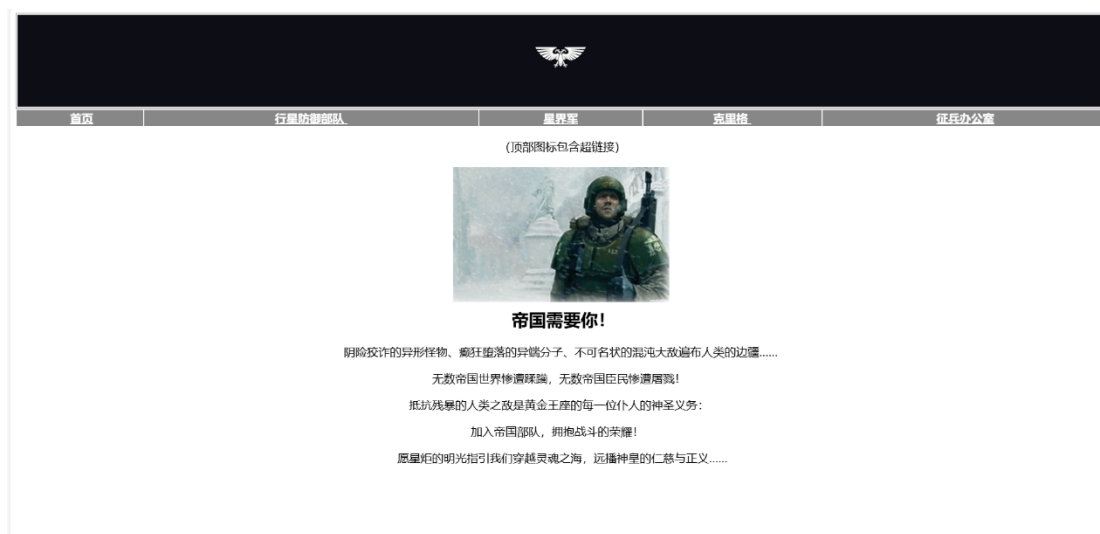 首页
行星防御部队
星界军
克里格
征兵办公室
(顶部图标包含超链接)
帝国需要你！
阴险狡诈的异形怪物、癫狂堕落的异端分子、不可名状的混沌大敌遍布人类的边疆......
无数帝国世界惨遭蹂躏，无数帝国臣民惨遭屠戮！
抵抗残暴的人类之敌是黄金王座的每一位仆人的神圣义务：
加入帝国部队，拥抱战斗的荣耀！
愿星炬的明光指引我们穿越灵魂之海，远播神皇的仁慈与正义......